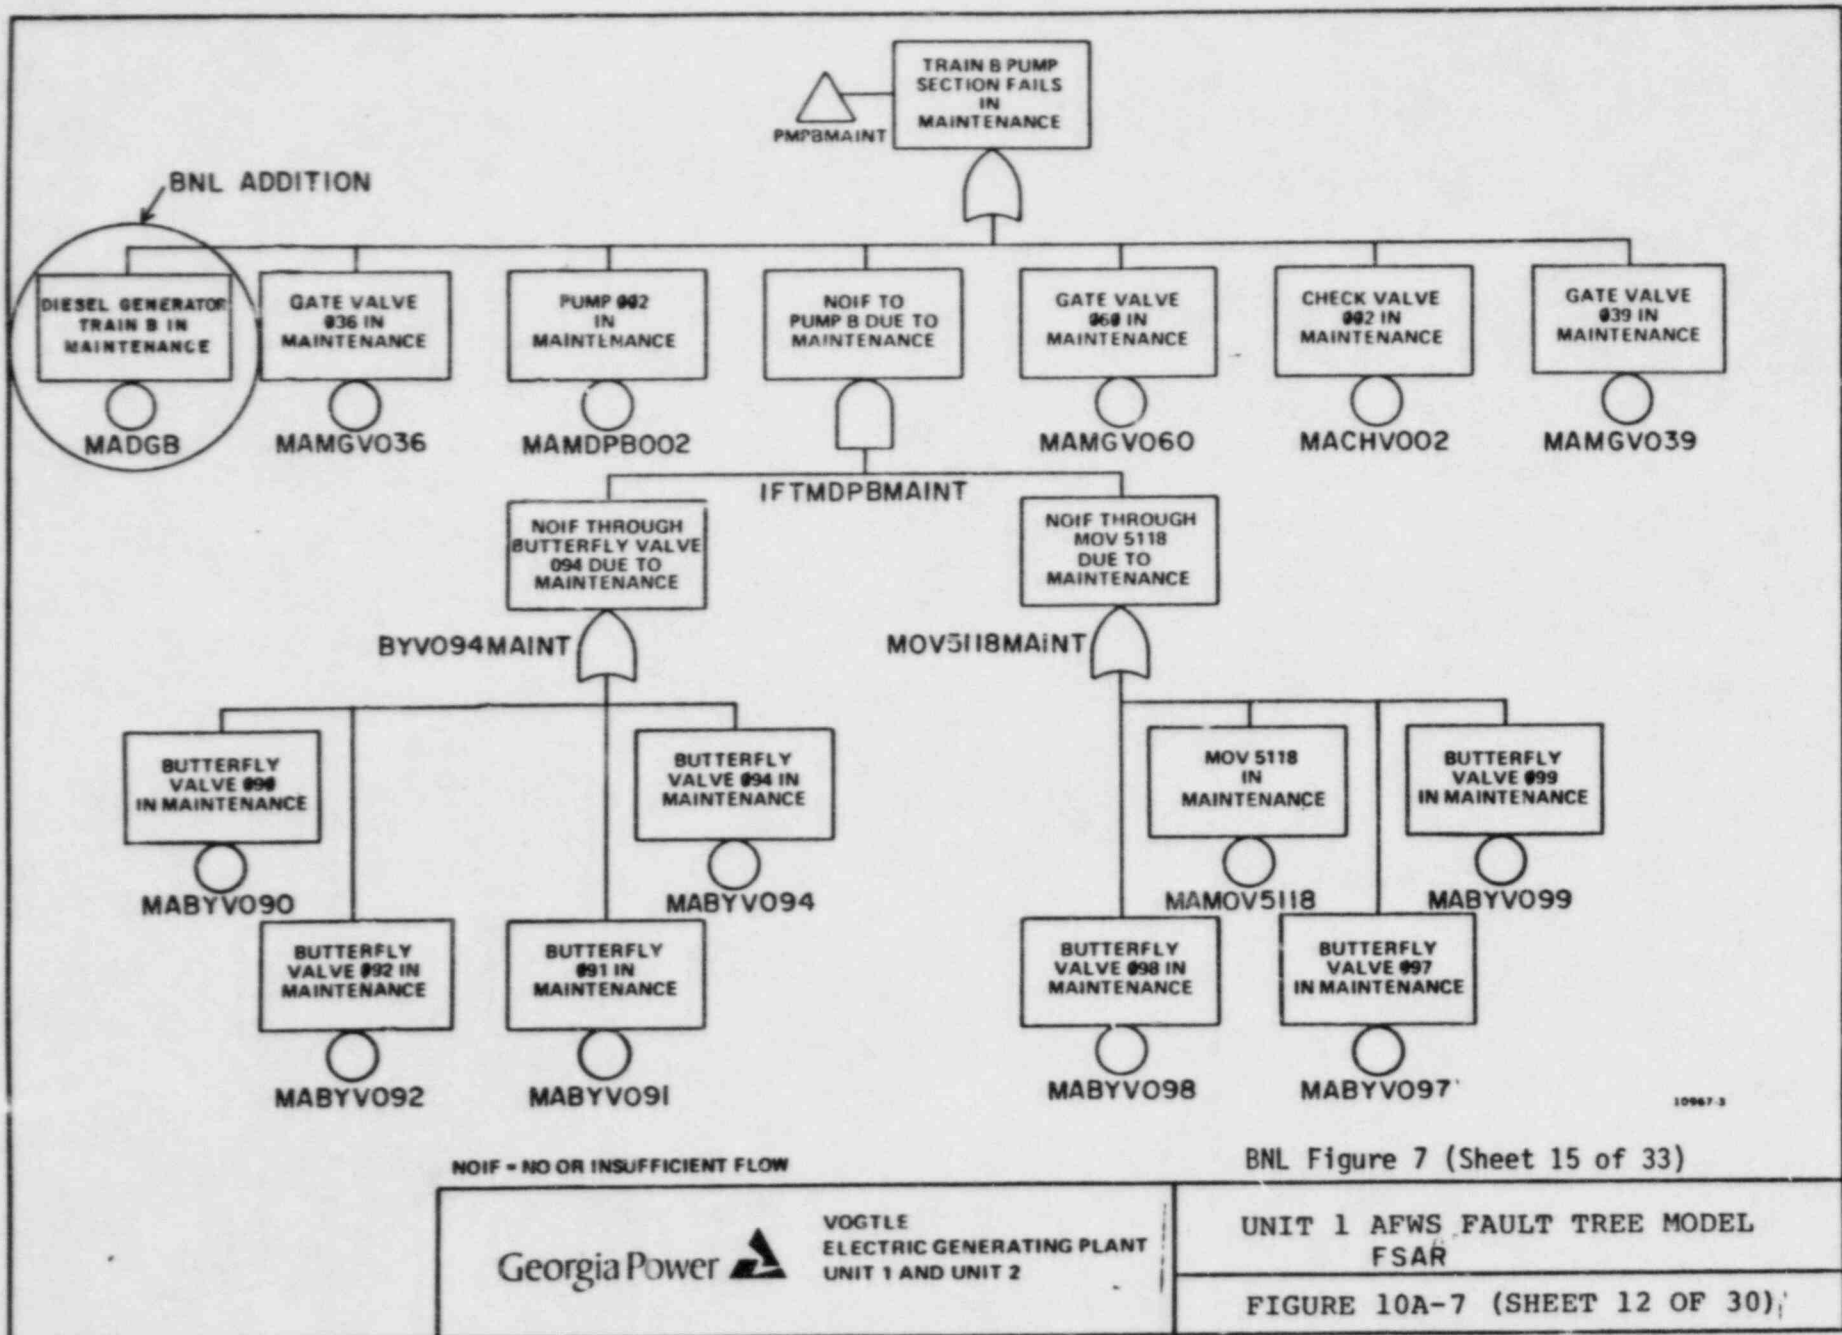 TRAIN B PUMP
SECTION FAILS
IN
MAINTENANCE
PMPBMAINT
BNL ADDITION
DIESEL GENERATOR
TRAIN B IN
MAINTENANCE
MADGB
GATE VALVE
036 IN
MAINTENANCE
MAMGV036
PUMP 002
IN
MAINTENANCE
MAMDPB002
NOIF TO
PUMP B DUE TO
MAINTENANCE
IFTMDPBMAINT
GATE VALVE
060 IN
MAINTENANCE
MAMGV060
CHECK VALVE
002 IN
MAINTENANCE
MACHV002
GATE VALVE
039 IN
MAINTENANCE
MAMGV039
NOIF THROUGH
BUTTERFLY VALVE
094 DUE TO
MAINTENANCE
BYV094MAINT
NOIF THROUGH
MOV 5118
DUE TO
MAINTENANCE
MOV5118MAINT
BUTTERFLY
VALVE 090
IN MAINTENANCE
MABYV090
BUTTERFLY
VALVE 094 IN
MAINTENANCE
MABYV094
MOV 5118
IN
MAINTENANCE
MAMOV5118
BUTTERFLY
VALVE 099
IN MAINTENANCE
MABYV099
BUTTERFLY
VALVE 092 IN
MAINTENANCE
MABYV092
BUTTERFLY
091 IN
MAINTENANCE
MABYV091
BUTTERFLY
VALVE 098 IN
MAINTENANCE
MABYV098
BUTTERFLY
VALVE 097
IN MAINTENANCE
MABYV097
10967-3
NOIF = NO OR INSUFFICIENT FLOW
BNL Figure 7 (Sheet 15 of 33)
Georgia Power
VOGTLE
ELECTRIC GENERATING PLANT
UNIT 1 AND UNIT 2
UNIT 1 AFWS FAULT TREE MODEL
FSAR
FIGURE 10A-7 (SHEET 12 OF 30)